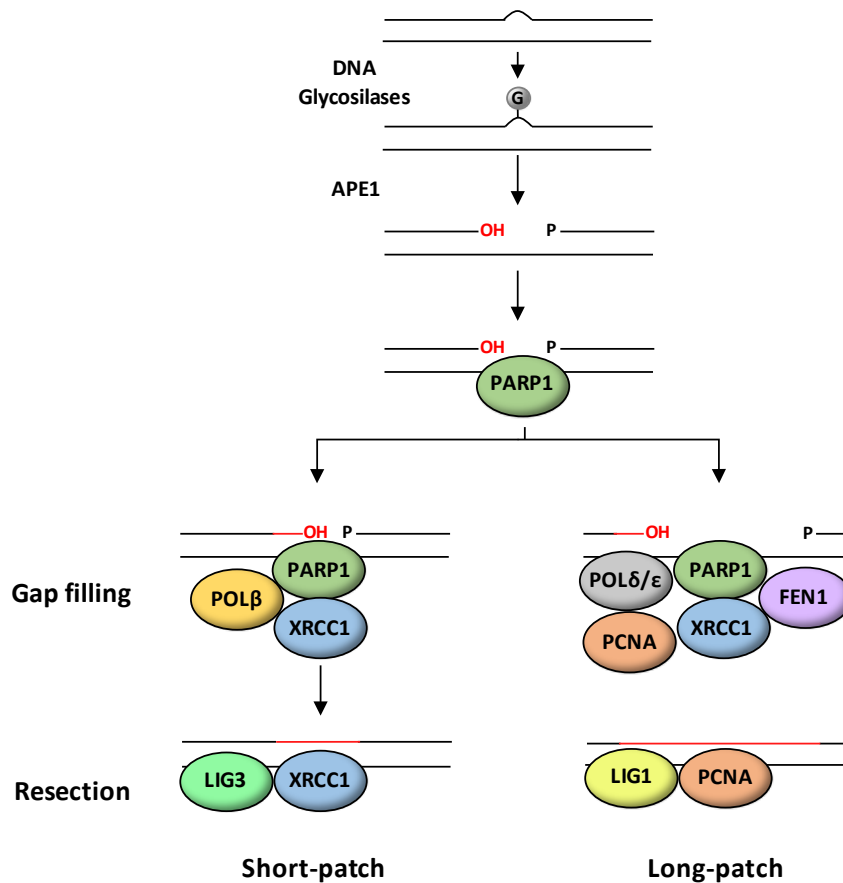 DNA
Glycosilases
G
APE1
OH P
OH P
PARP1
Gap filling
OH P
PARP1
POLβ
XRCC1
OH P
POLδ/ε
PARP1
FEN1
PCNA
XRCC1
Resection
LIG3
XRCC1
LIG1
PCNA
Short-patch
Long-patch